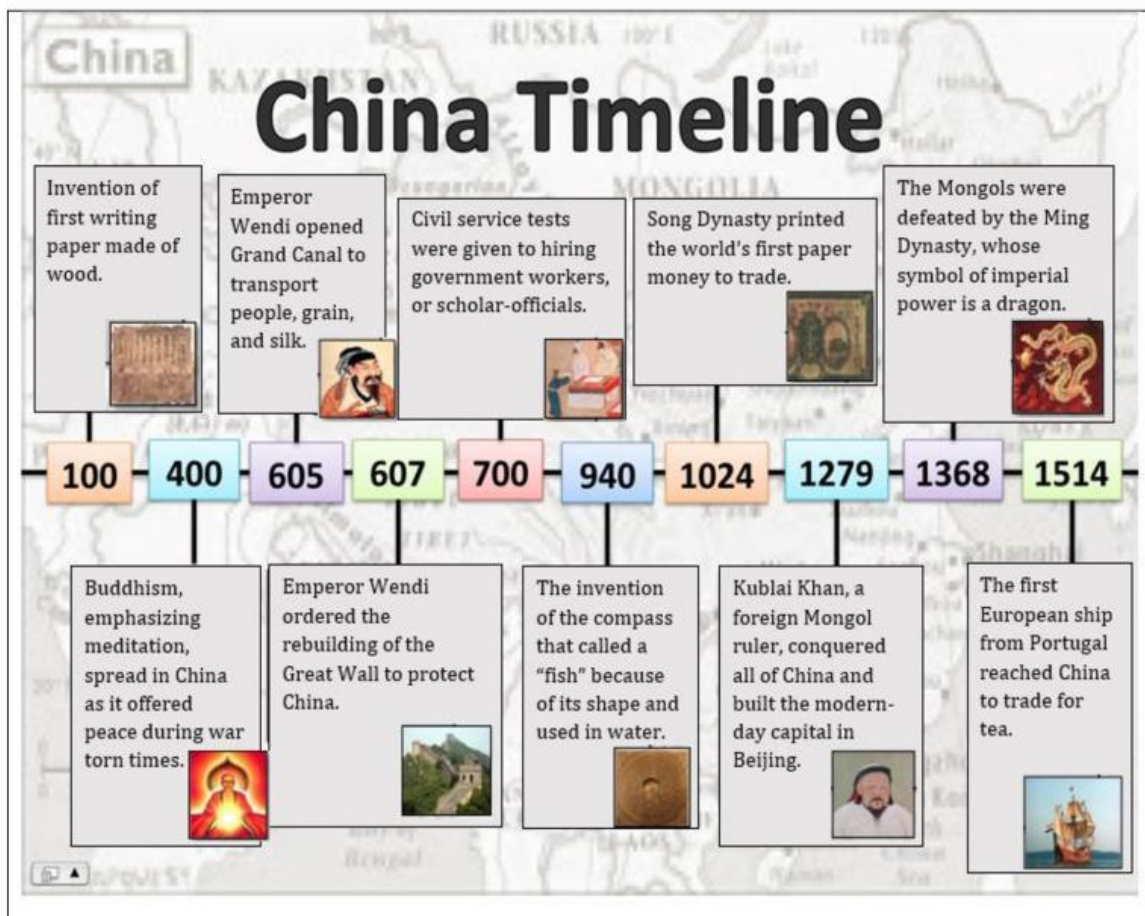 China
RUSSIA
KAZAKHSTAN
China Timeline
MONGOLIA
Invention of
first writing
paper made of
wood.
Emperor
Wendi opened
Grand Canal to
transport
people, grain,
and silk.
Civil service tests
were given to hiring
government workers,
or scholar-officials.
Song Dynasty printed
the world's first paper
money to trade.
The Mongols were
defeated by the Ming
Dynasty, whose
symbol of imperial
power is a dragon.
100 400 605 607 700 940 1024 1279 1368 1514
Buddhism,
emphasizing
meditation,
spread in China
as it offered
peace during war
torn times.
Emperor Wendi
ordered the
rebuilding of the
Great Wall to protect
China.
The invention
of the compass
that called a
“fish” because
of its shape and
used in water.
Kublai Khan, a
foreign Mongol
ruler, conquered
all of China and
built the modern-
day capital in
Beijing.
The first
European ship
from Portugal
reached China
to trade for
tea.
Shangh
Bengal